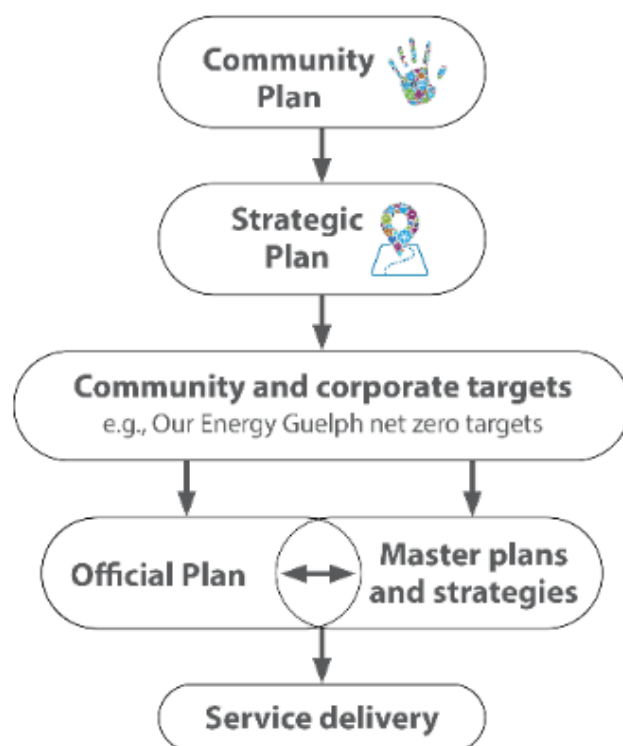 Community
Plan
Strategic
Plan
Community and corporate targets
e.g., Our Energy Guelph net zero targets
Official Plan
Master plans
and strategies
Service delivery